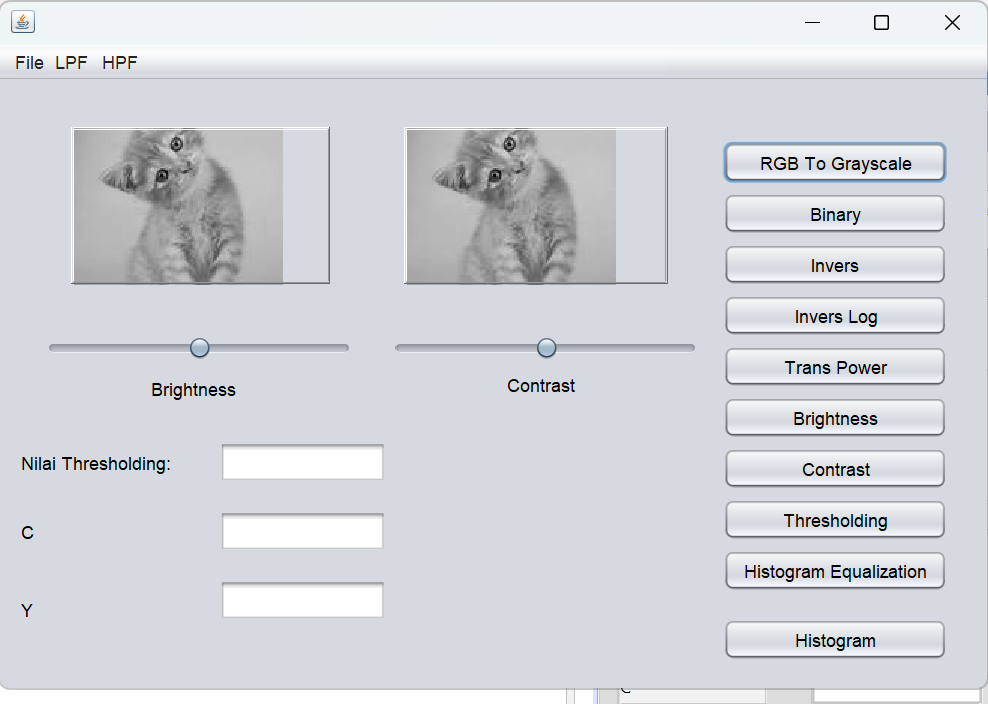 File LPF HPF
RGB To Grayscale
Binary
Invers
Invers Log
Trans Power
Brightness
Contrast
Thresholding
Histogram Equalization
Histogram
Brightness
Contrast
Nilai Thresholding:
C
Y